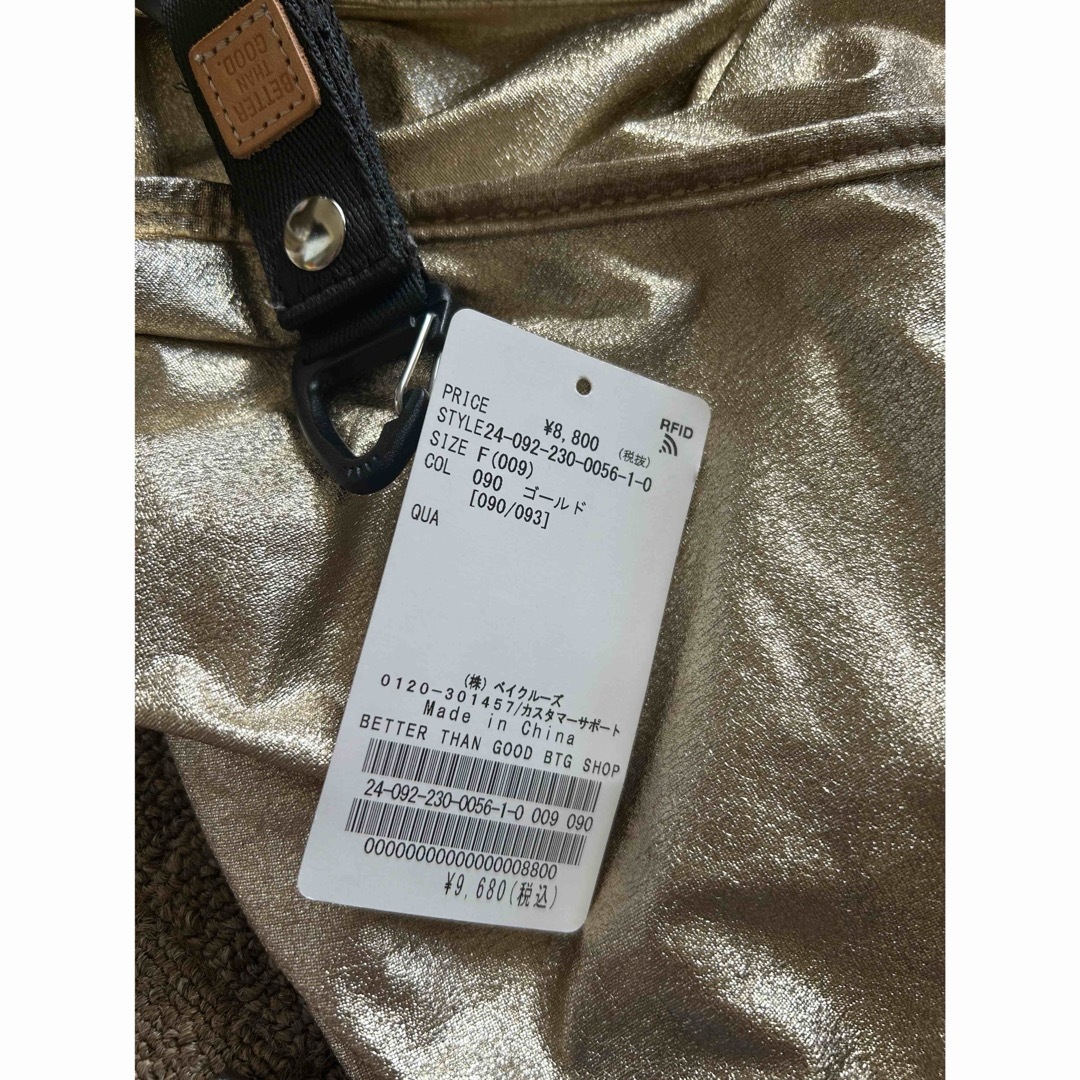 BETTER
THAN
GOOD.
RFID
PRICE ¥8,800 (税抜)
STYLE24-092-230-0056-1-0
SIZE F(009)
COL 090 ゴールド
[090/093]
QUA
(株)ベイクルーズ
0120-301457/カスタマーサポート
Made in China
BETTER THAN GOOD BTG SHOP
24-092-230-0056-1-0 009 090
00000000000000008800
¥9,680(税込)